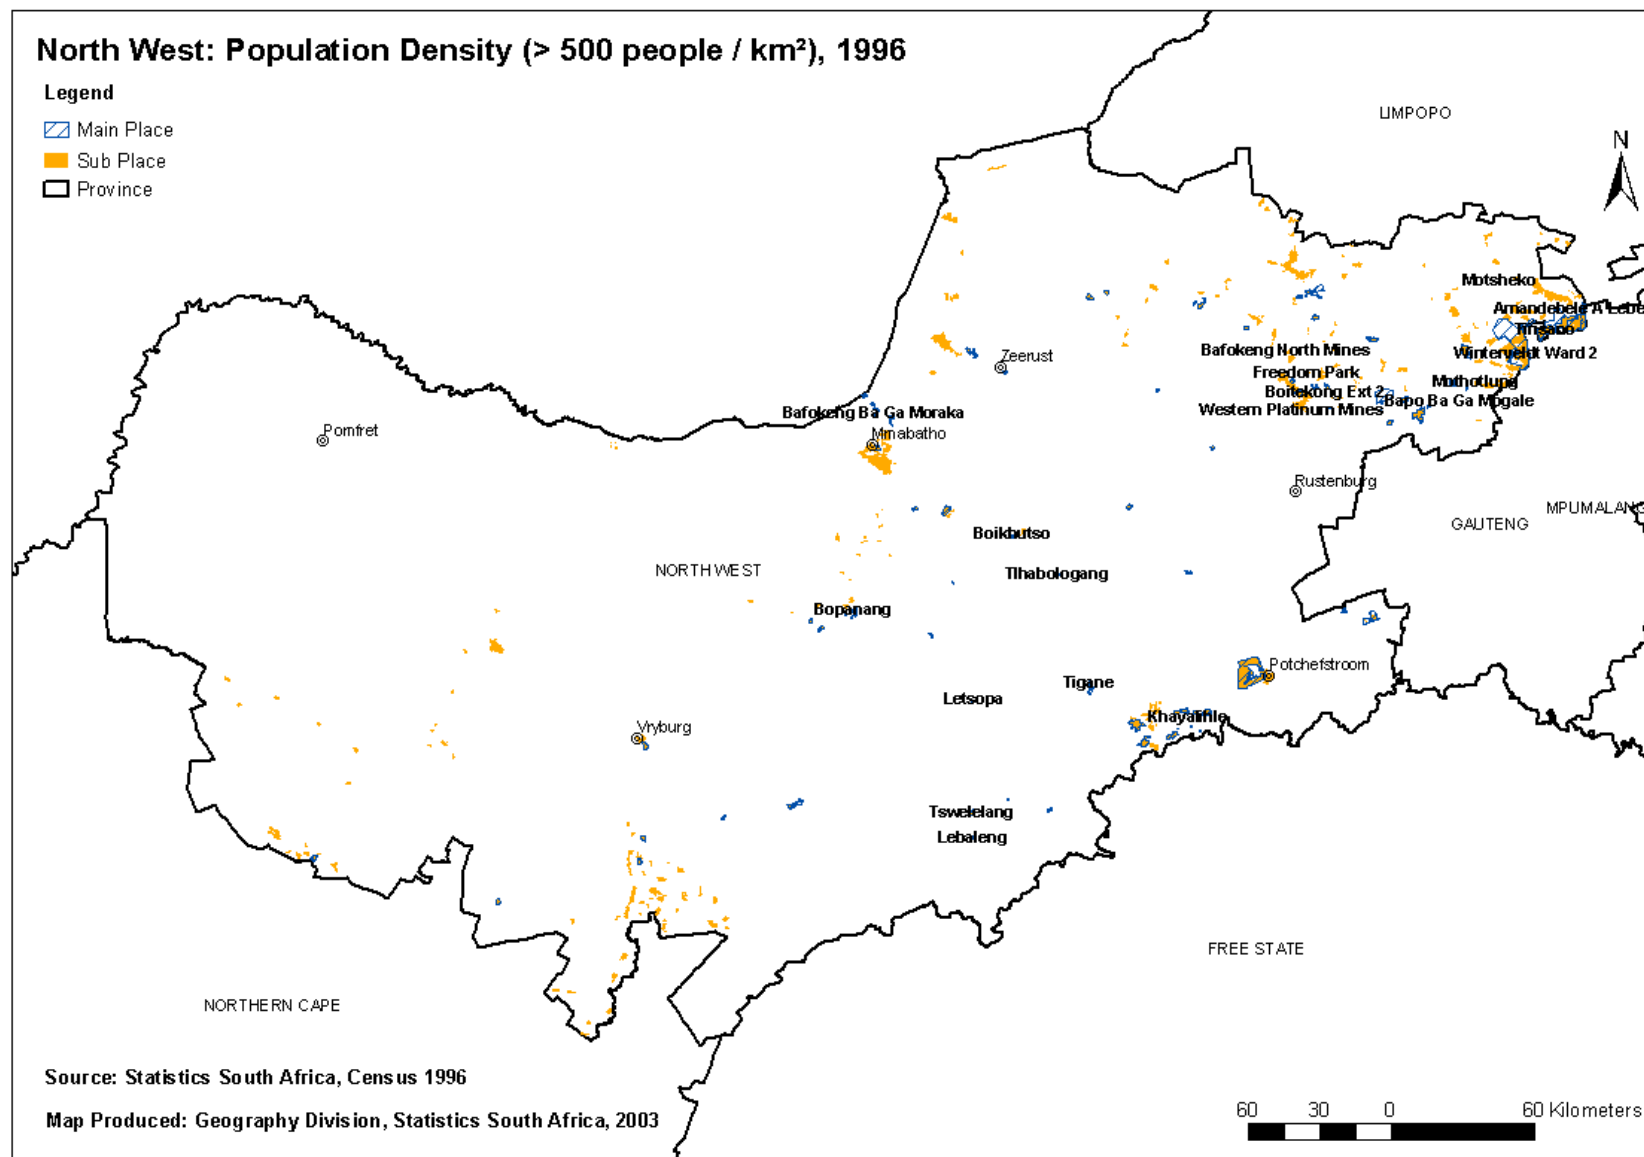 North West: Population Density (> 500 people / km²), 1996
Legend
Main Place
Sub Place
Province
LIMPOPO
N
Motsheko
Amandebele A Lebe
Winterveldt Ward 2
Bafokeng North Mines
Zeerust
Freedom Park
Mothotlung
Boitekong Ext 2
Bapo Ba Ga Mogale
Western Platinum Mines
Bafokeng Ba Ga Moraka
Pomfret
Mmabatho
Rustenburg
MPUMALANG
GAUTENG
Boikhutso
NORTH WEST
Tlhabologang
Bopanang
Potchefstroom
Tigane
Letsopa
Khayalihle
Vryburg
Tswelelang
Lebaleng
FREE STATE
NORTHERN CAPE
Source: Statistics South Africa, Census 1996
Map Produced: Geography Division, Statistics South Africa, 2003
60 30 0 60 Kilometers